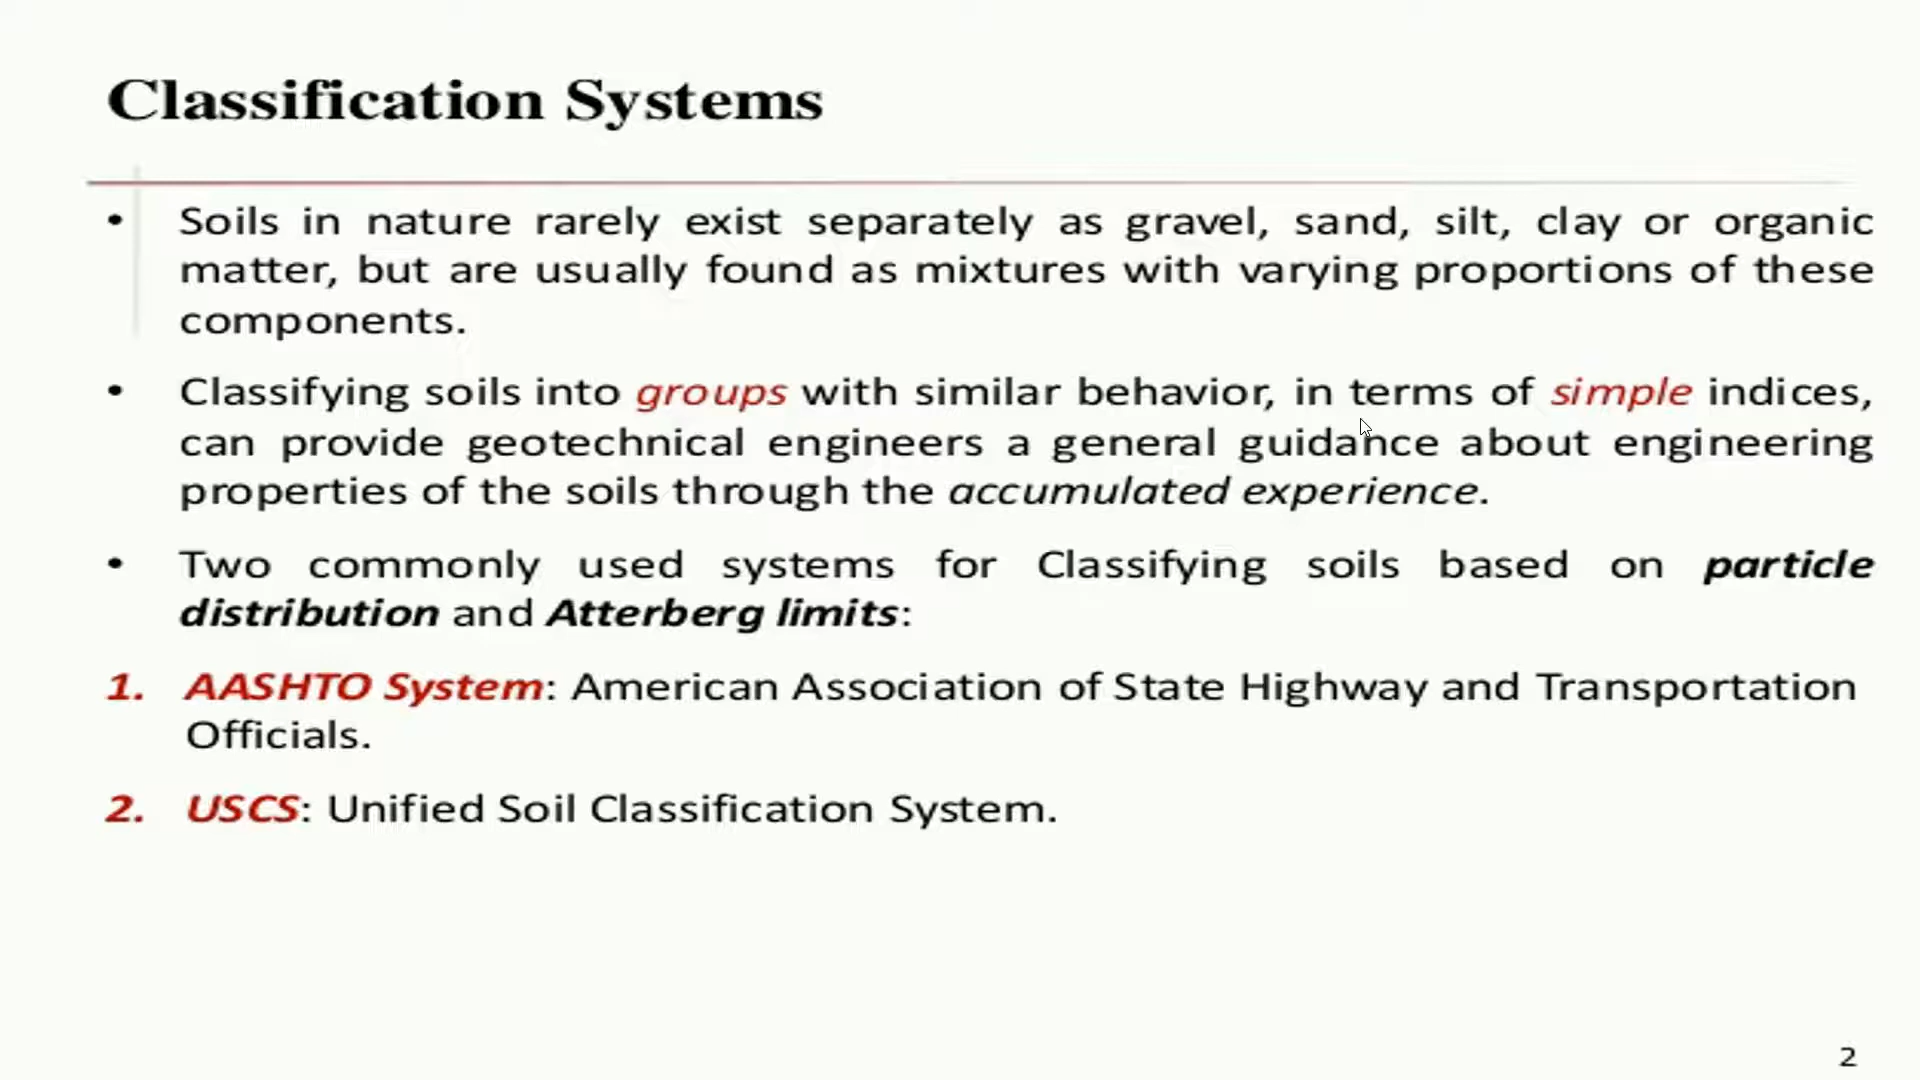 Classification Systems
• Soils in nature rarely exist separately as gravel, sand, silt, clay or organic
matter, but are usually found as mixtures with varying proportions of these
components.
• Classifying soils into groups with similar behavior, in terms of simple indices,
can provide geotechnical engineers a general guidance about engineering
properties of the soils through the accumulated experience.
• Two commonly used systems for Classifying soils based on particle
distribution and Atterberg limits:
1. AASHTO System: American Association of State Highway and Transportation
Officials.
2. USCS: Unified Soil Classification System.
2